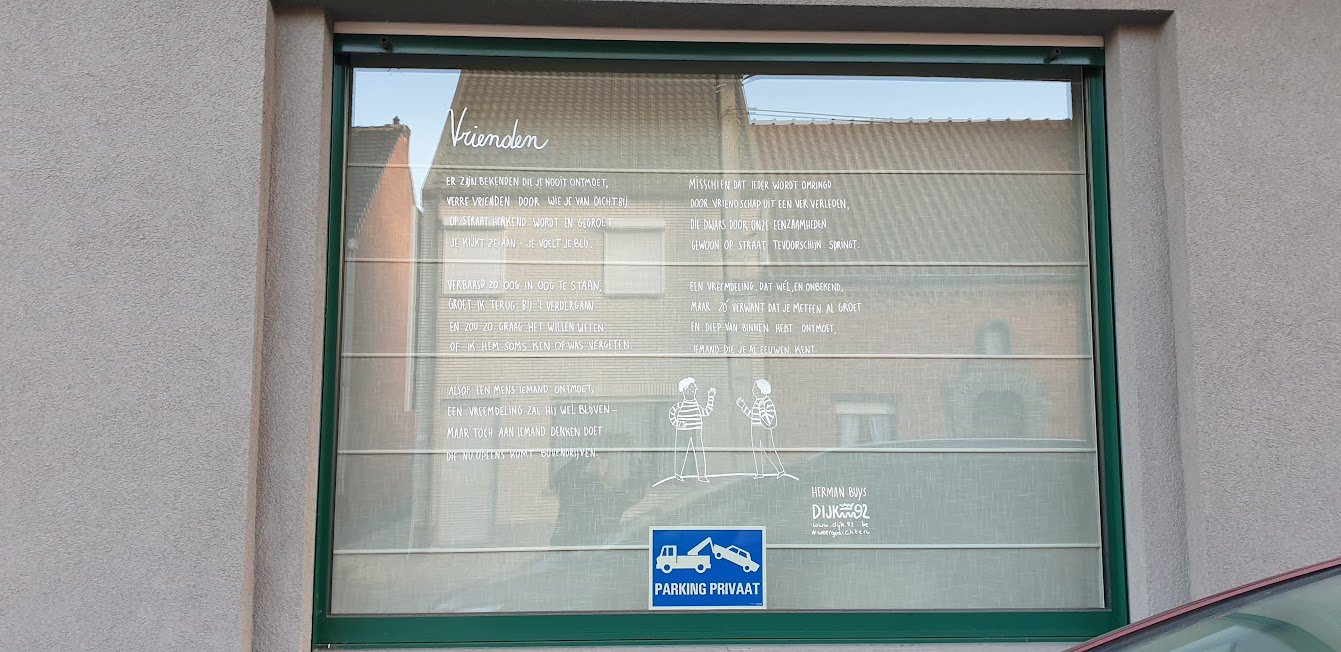 Vrienden
ER ZIJN BEKENDEN DIE JE NOOIT ONTMOET,
VERRE VRIENDEN DOOR WIE JE VAN DICHTBIJ
OP STRAAT HERKEND WORDT EN GEGROET,
JE KIJKT ZE AAN - JE VOELT JE BLIJ.
VERBAASD ZO OOG IN OOG TE STAAN,
GROET IK TERUG BIJ 'T VERDERGAAN
EN ZOU ZO GRAAG HET WILLEN WETEN
OF IK HEM SOMS KEN OF WAS VERGETEN.
ALSOF EEN MENS IEMAND ONTMOET,
EEN VREEMDELING ZAL HIJ WEL BLIJVEN -
MAAR TOCH AAN IEMAND DENKEN DOET
DIE NU OPEENS KOMT BOVENDRIJVEN.
MISSCHIEN DAT IEDER WORDT OMRINGD
DOOR VRIENDSCHAP UIT EEN VER VERLEDEN,
DIE DWARS DOOR ONZE EENZAAMHEDEN
GEWOON OP STRAAT TEVOORSCHIJN SPRINGT.
EEN VREEMDELING, DAT WÉL, EN ONBEKEND,
MAAR ZÓ VERWANT DAT JE METEEN AL GROET
EN DIEP VAN BINNEN HEBT ONTMOET,
IEMAND DIE JE AL EEUWEN KENT.
HERMAN BUYS
DIJK92
www.dijk92.be
#weesgedichten
PARKING PRIVAAT